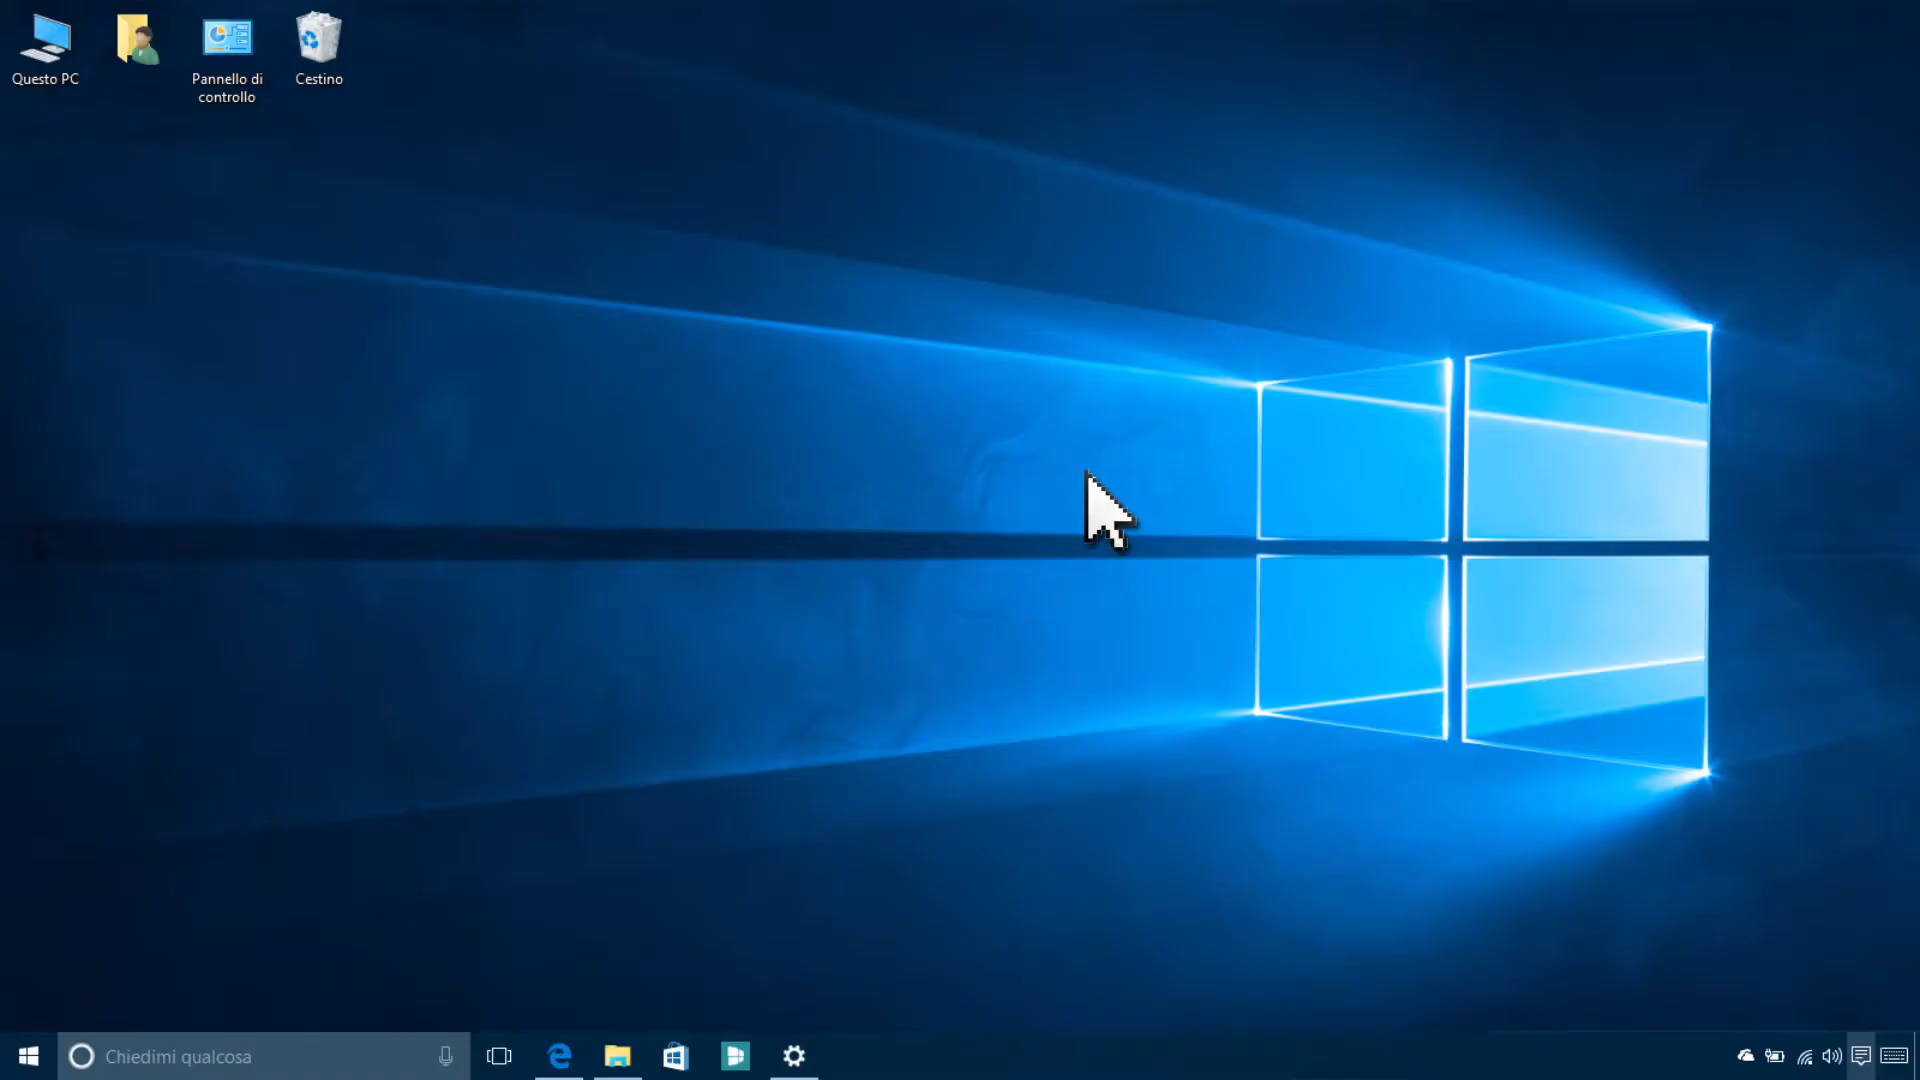 Questo PC
Pannello di
controllo
Cestino
Chiedimi qualcosa